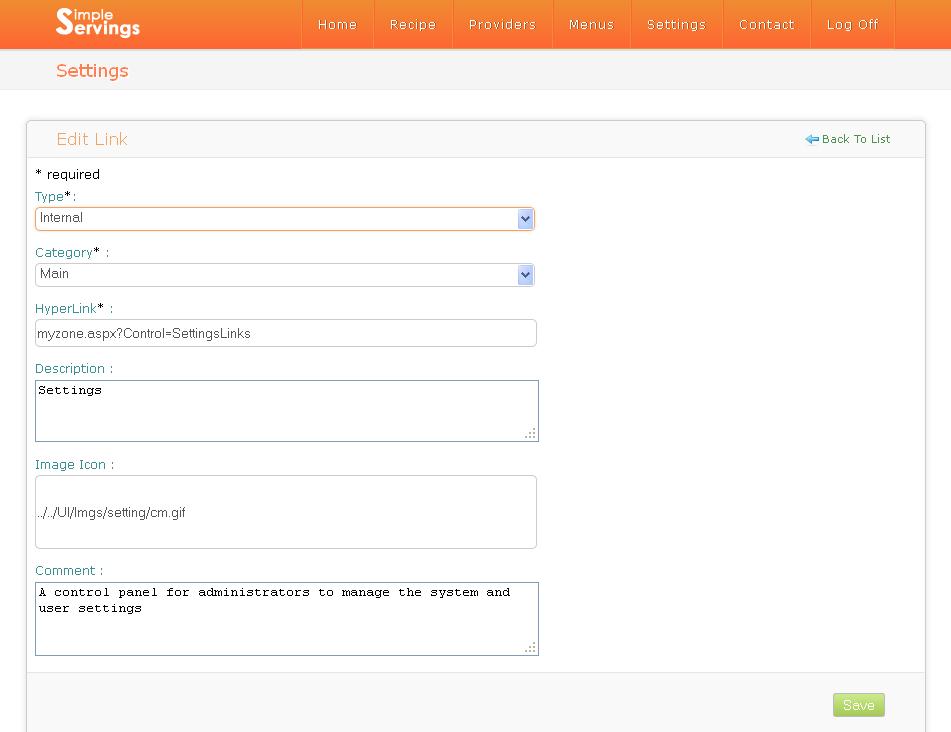 Simple Servings
Home Recipe Providers Menus Settings Contact Log Off
Settings
Edit Link
Back To List
* required
Type*:
Internal
Category* :
Main
HyperLink* :
myzone.aspx?Control=SettingsLinks
Description :
Settings
Image Icon :
../../UI/Imgs/setting/cm.gif
Comment :
A control panel for administrators to manage the system and
user settings
Save